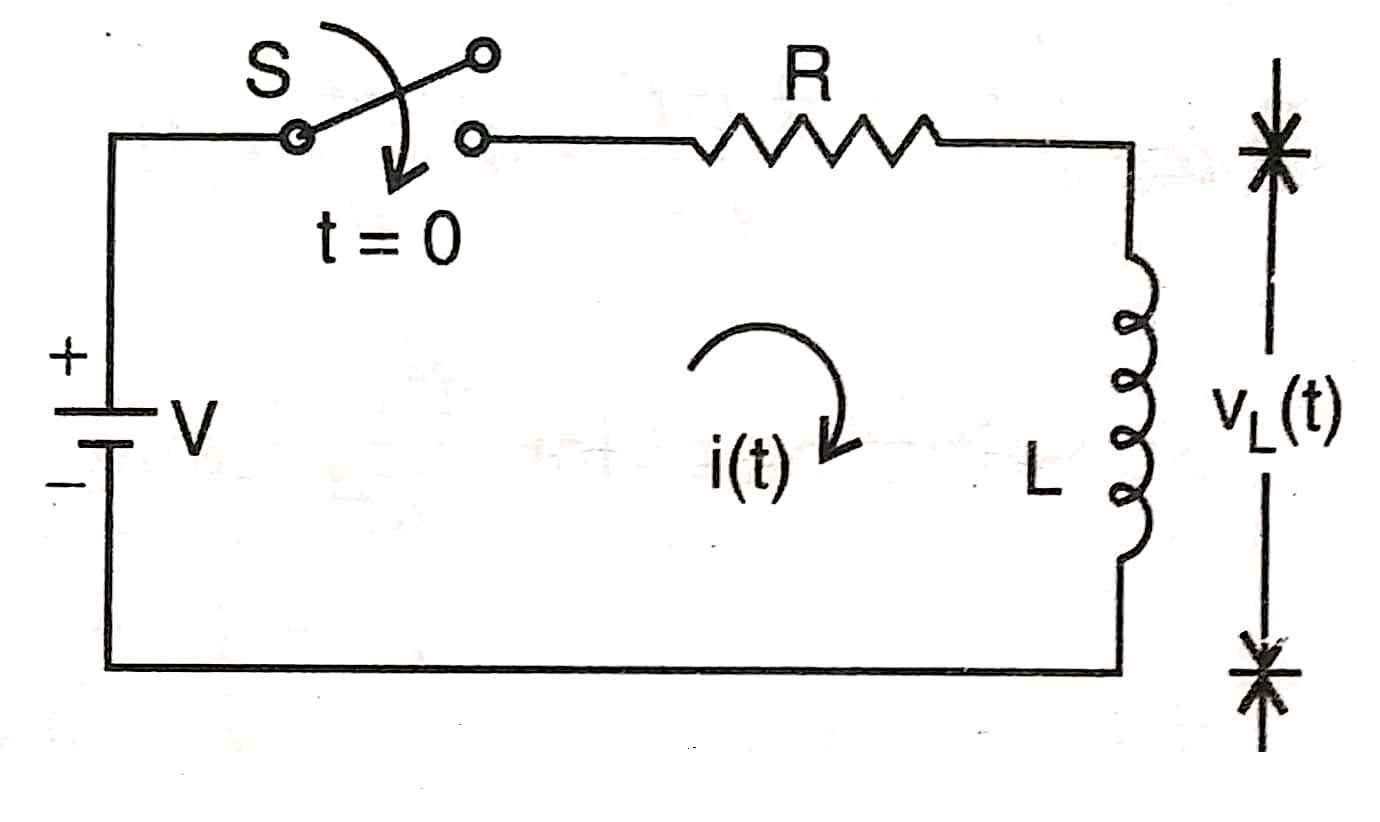 S
R
t = 0
+
V
−
i(t)
L
v_L(t)